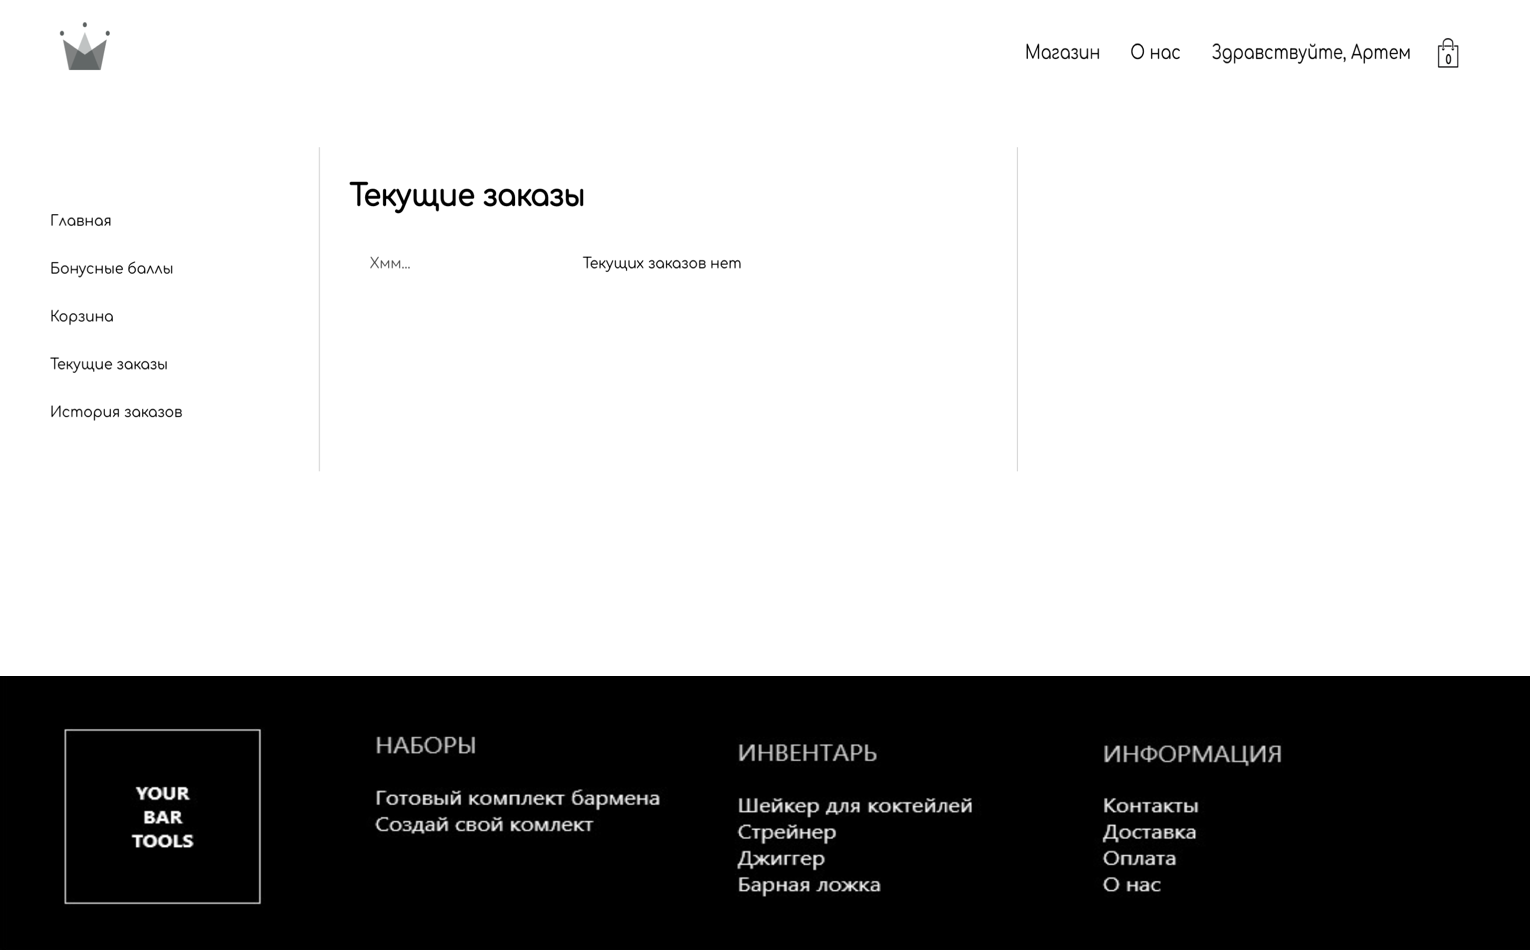 Магазин
О нас
Здравствуйте, Артем
0
Главная
Бонусные баллы
Корзина
Текущие заказы
История заказов
Текущие заказы
Хмм...
Текущих заказов нет
YOUR
BAR
TOOLS
НАБОРЫ
Готовый комплект бармена
Создай свой комлект
ИНВЕНТАРЬ
Шейкер для коктейлей
Стрейнер
Джиггер
Барная ложка
ИНФОРМАЦИЯ
Контакты
Доставка
Оплата
О нас